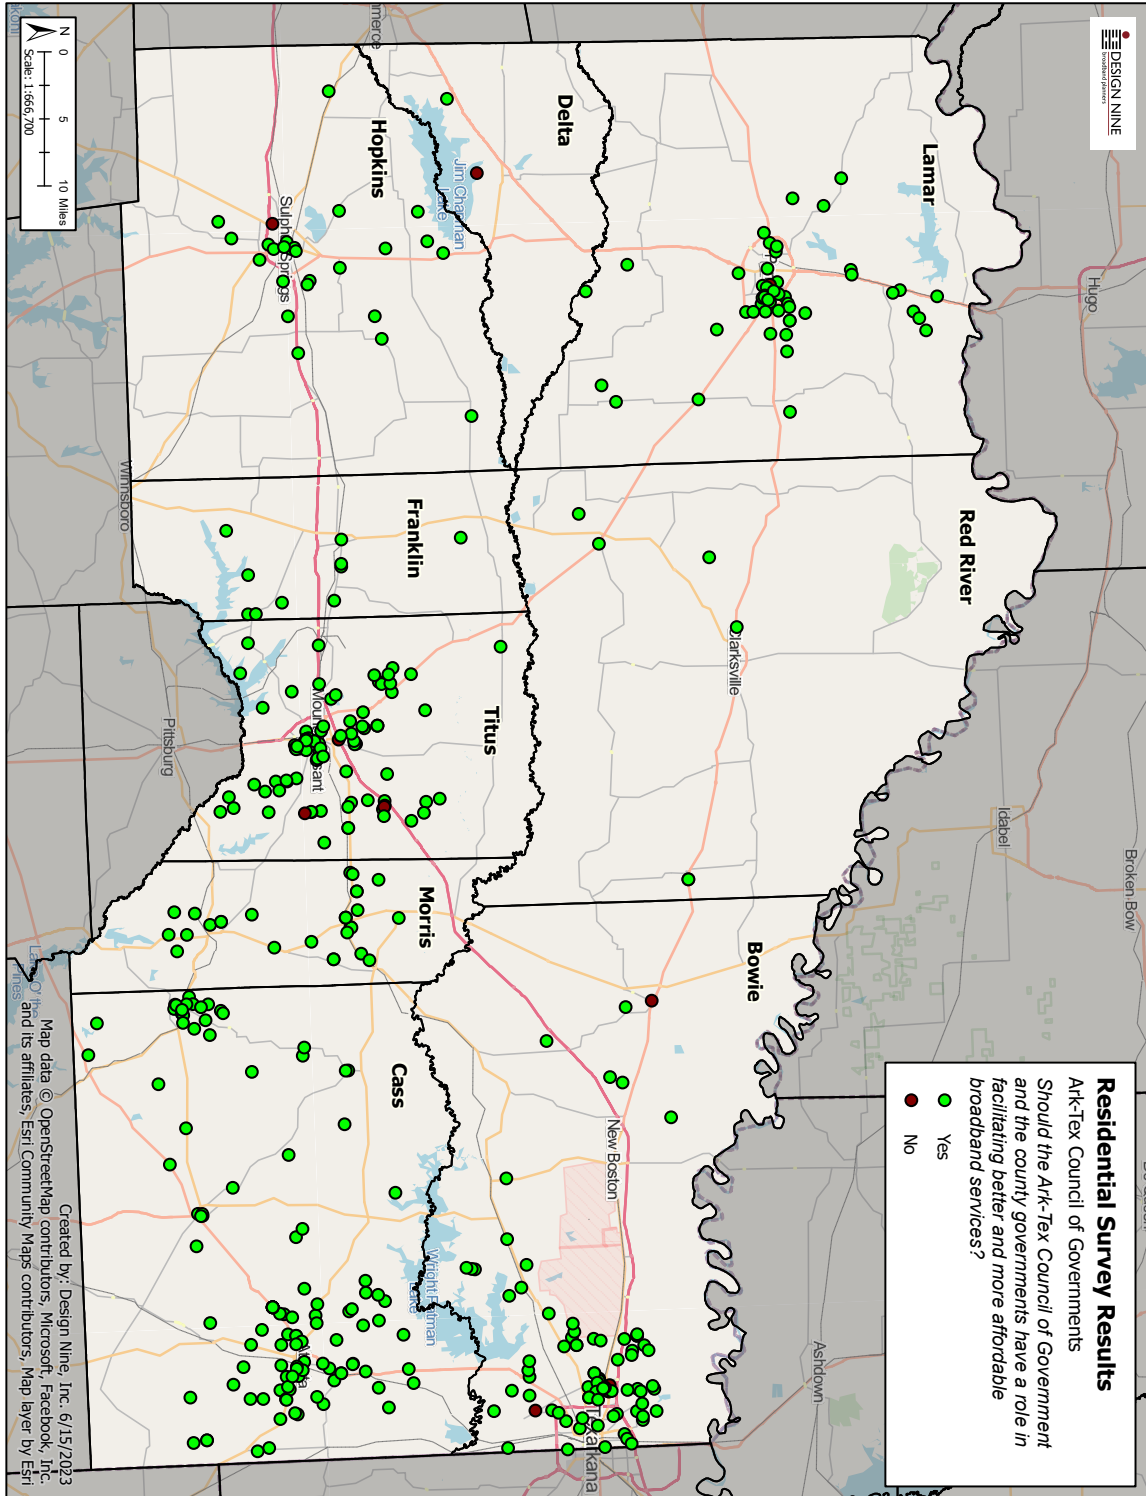 DESIGN NINE
broadband planners
Residential Survey Results
Ark-Tex Council of Governments
Should the Ark-Tex Council of Government
and the county governments have a role in
facilitating better and more affordable
broadband services?
Yes
No
Hugo
Idabel
Broken Bow
Ashdown
Lamar
Red River
Bowie
Delta
Clarksville
New Boston
Texarkana
Hopkins
Jim Chapman
Lake
Franklin
Titus
Morris
Cass
Wright Patman
Lake
Sulphur Springs
Winnsboro
Pittsburg
N
0
5
10 Miles
Scale: 1:666,700
Created by: Design Nine, Inc. 6/15/2023
Map data © OpenStreetMap contributors, Microsoft, Facebook, Inc.
and its affiliates, Esri Community Maps contributors, Map layer by Esri